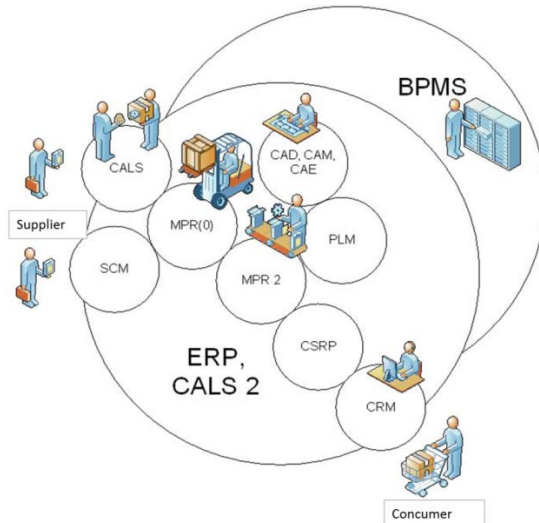 BPMS
CALS
CAD, CAM,
CAE
Supplier
MPR(0)
SCM
MPR 2
PLM
CSRP
ERP,
CALS 2
CRM
Concumer